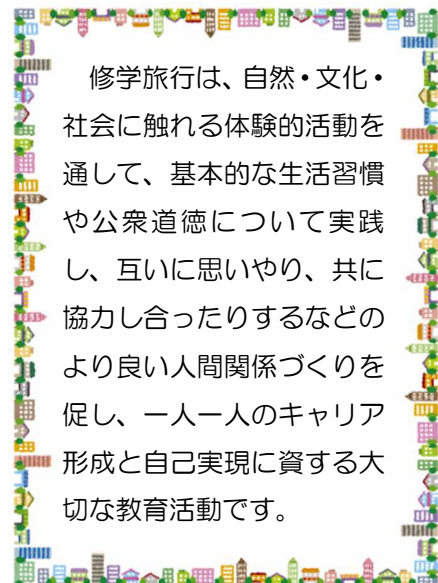 修学旅行は、自然・文化・
社会に触れる体験的活動を
通して、基本的な生活習慣
や公衆道徳について実践
し、互いに思いやり、共に
協力し合ったりするなどの
より良い人間関係づくりを
促し、一人一人のキャリア
形成と自己実現に資する大
切な教育活動です。